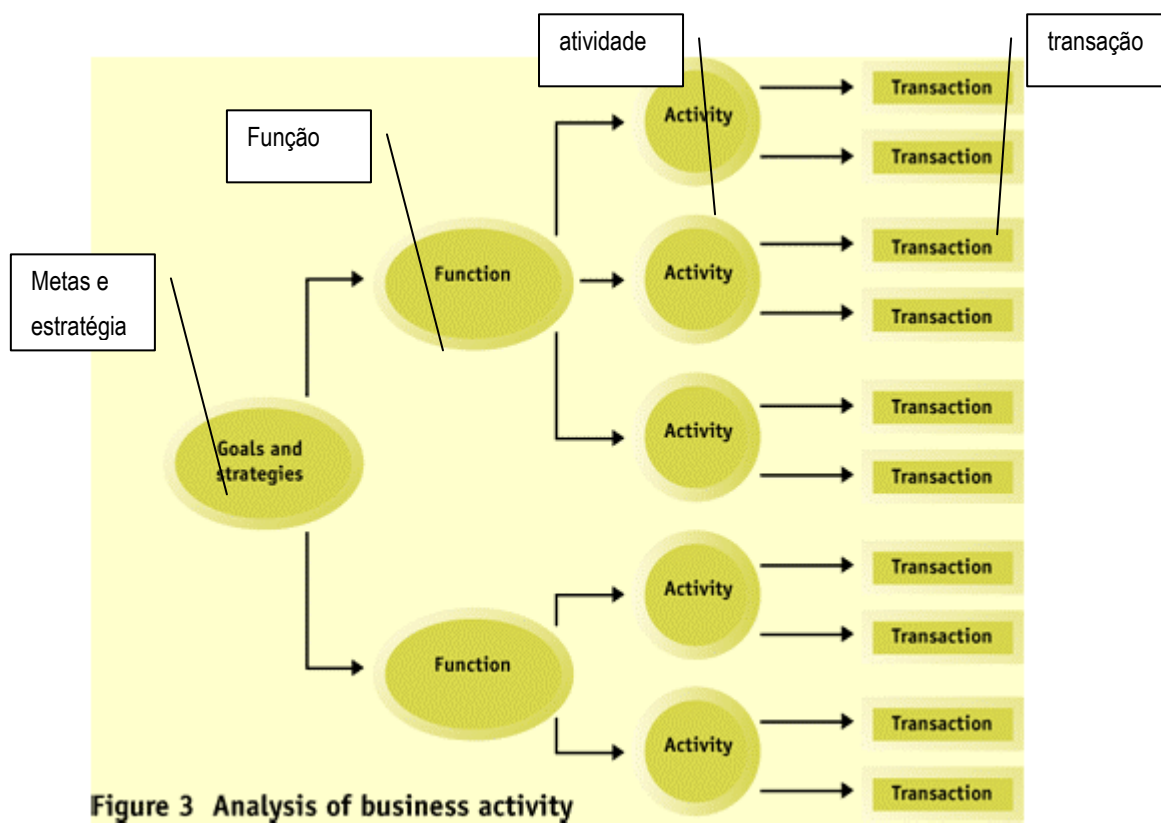 atividade
transação
Transaction
Activity
Transaction
Função
Transaction
Function
Activity
Metas e
estratégia
Transaction
Transaction
Activity
Goals and
strategies
Transaction
Transaction
Activity
Transaction
Function
Transaction
Activity
Transaction
Figure 3 Analysis of business activity